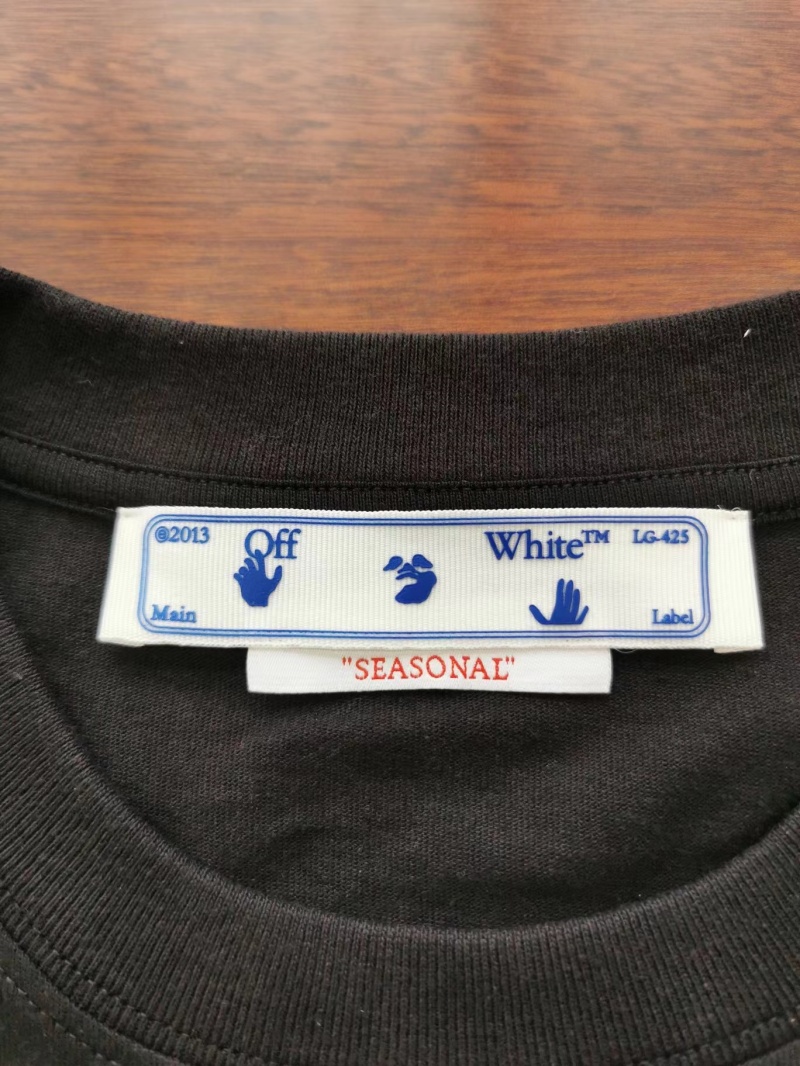 ©2013 Off White™ LG-425
Main Label
"SEASONAL"